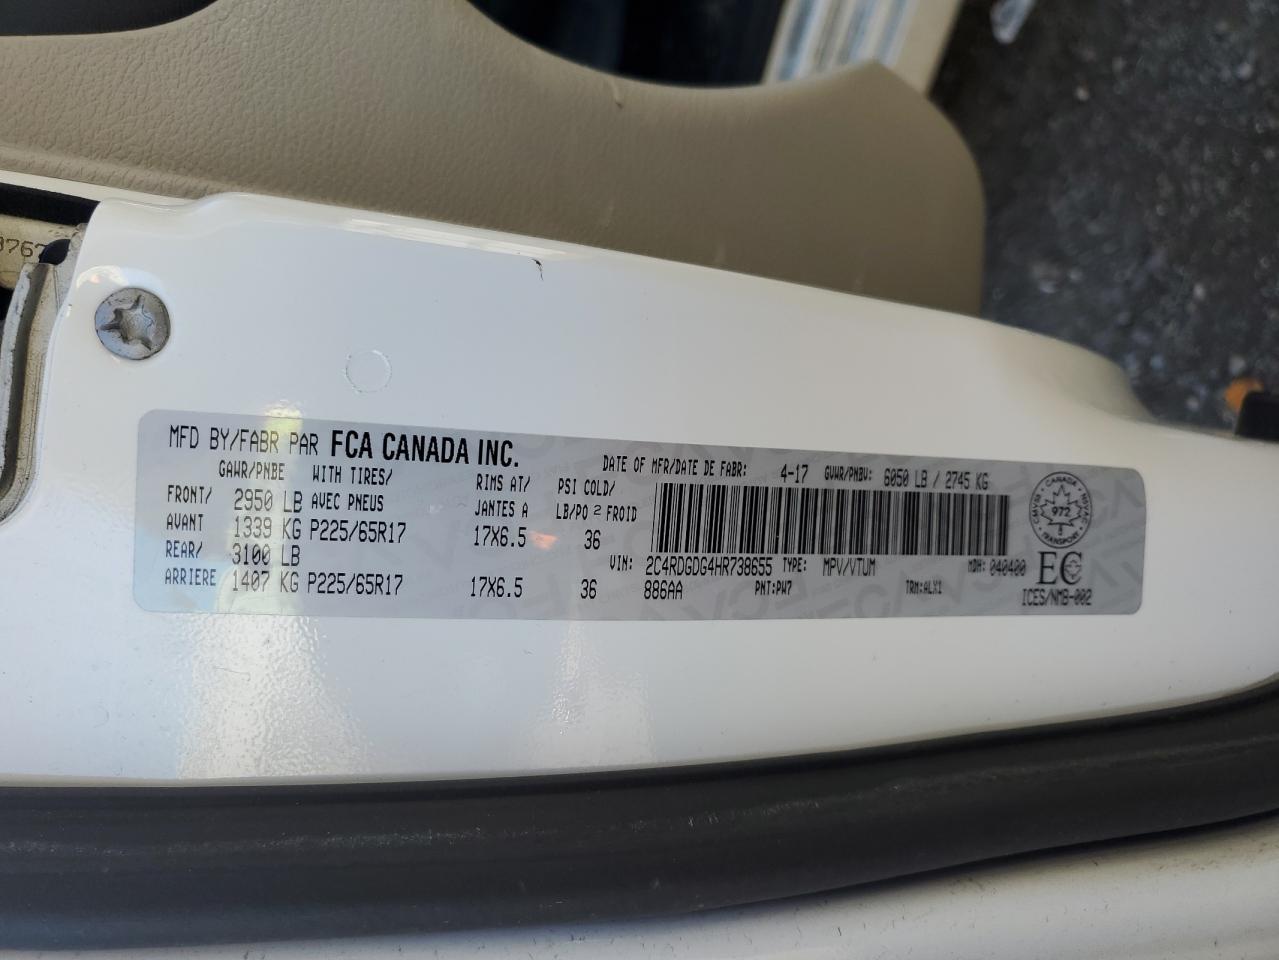 MFD BY/FABR PAR FCA CANADA INC. DATE OF MFR/DATE DE FABR: 4-17 GVWR/PNBV: 6050 LB / 2745 KG
GAWR/PNBE WITH TIRES/ RIMS AT/ PSI COLD/
FRONT/ 2950 LB AVEC PNEUS JANTES A LB/PO 2 FROID
AVANT 1339 KG P225/65R17 17X6.5 36
REAR/ 3100 LB VIN: 2C4RDGDG4HR738655 TYPE: MPV/VTUM MDH: 040400
ARRIERE 1407 KG P225/65R17 17X6.5 36 886AA PNT:PW7 TRM:ALX1
CANADA
CMVSS NSVAC
972
5
TRANSPORT
EC
ICES/NMB-002